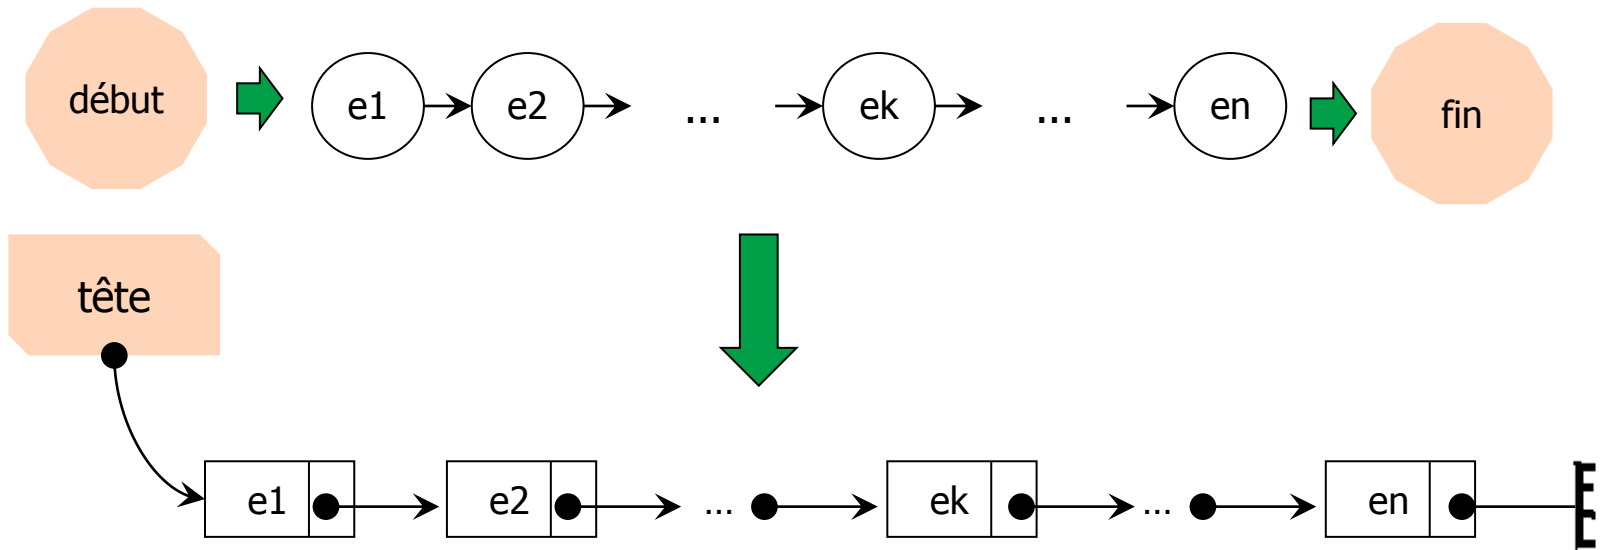 début e1 e2 ... ek ... en fin
tête
e1 e2 ... ek ... en